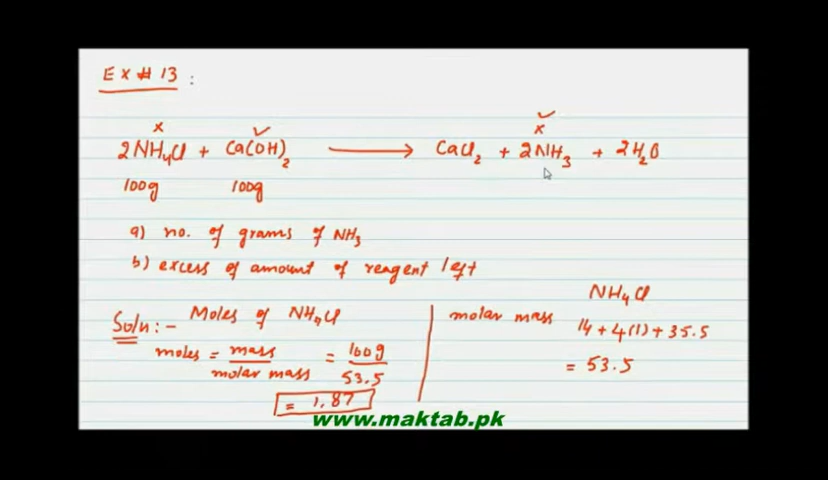 Ex # 13 :
2NH4Cl + Ca(OH)2 ⟶ CaCl2 + 2NH3 + 2H2O
100g 100g
a) no. of grams of NH3
b) excess of amount of reagent left
Soln :- Moles of NH4Cl
moles = mass / molar mass = 100g / 53.5
= 1.87
NH4Cl
molar mass 14 + 4(1) + 35.5
= 53.5
www.maktab.pk